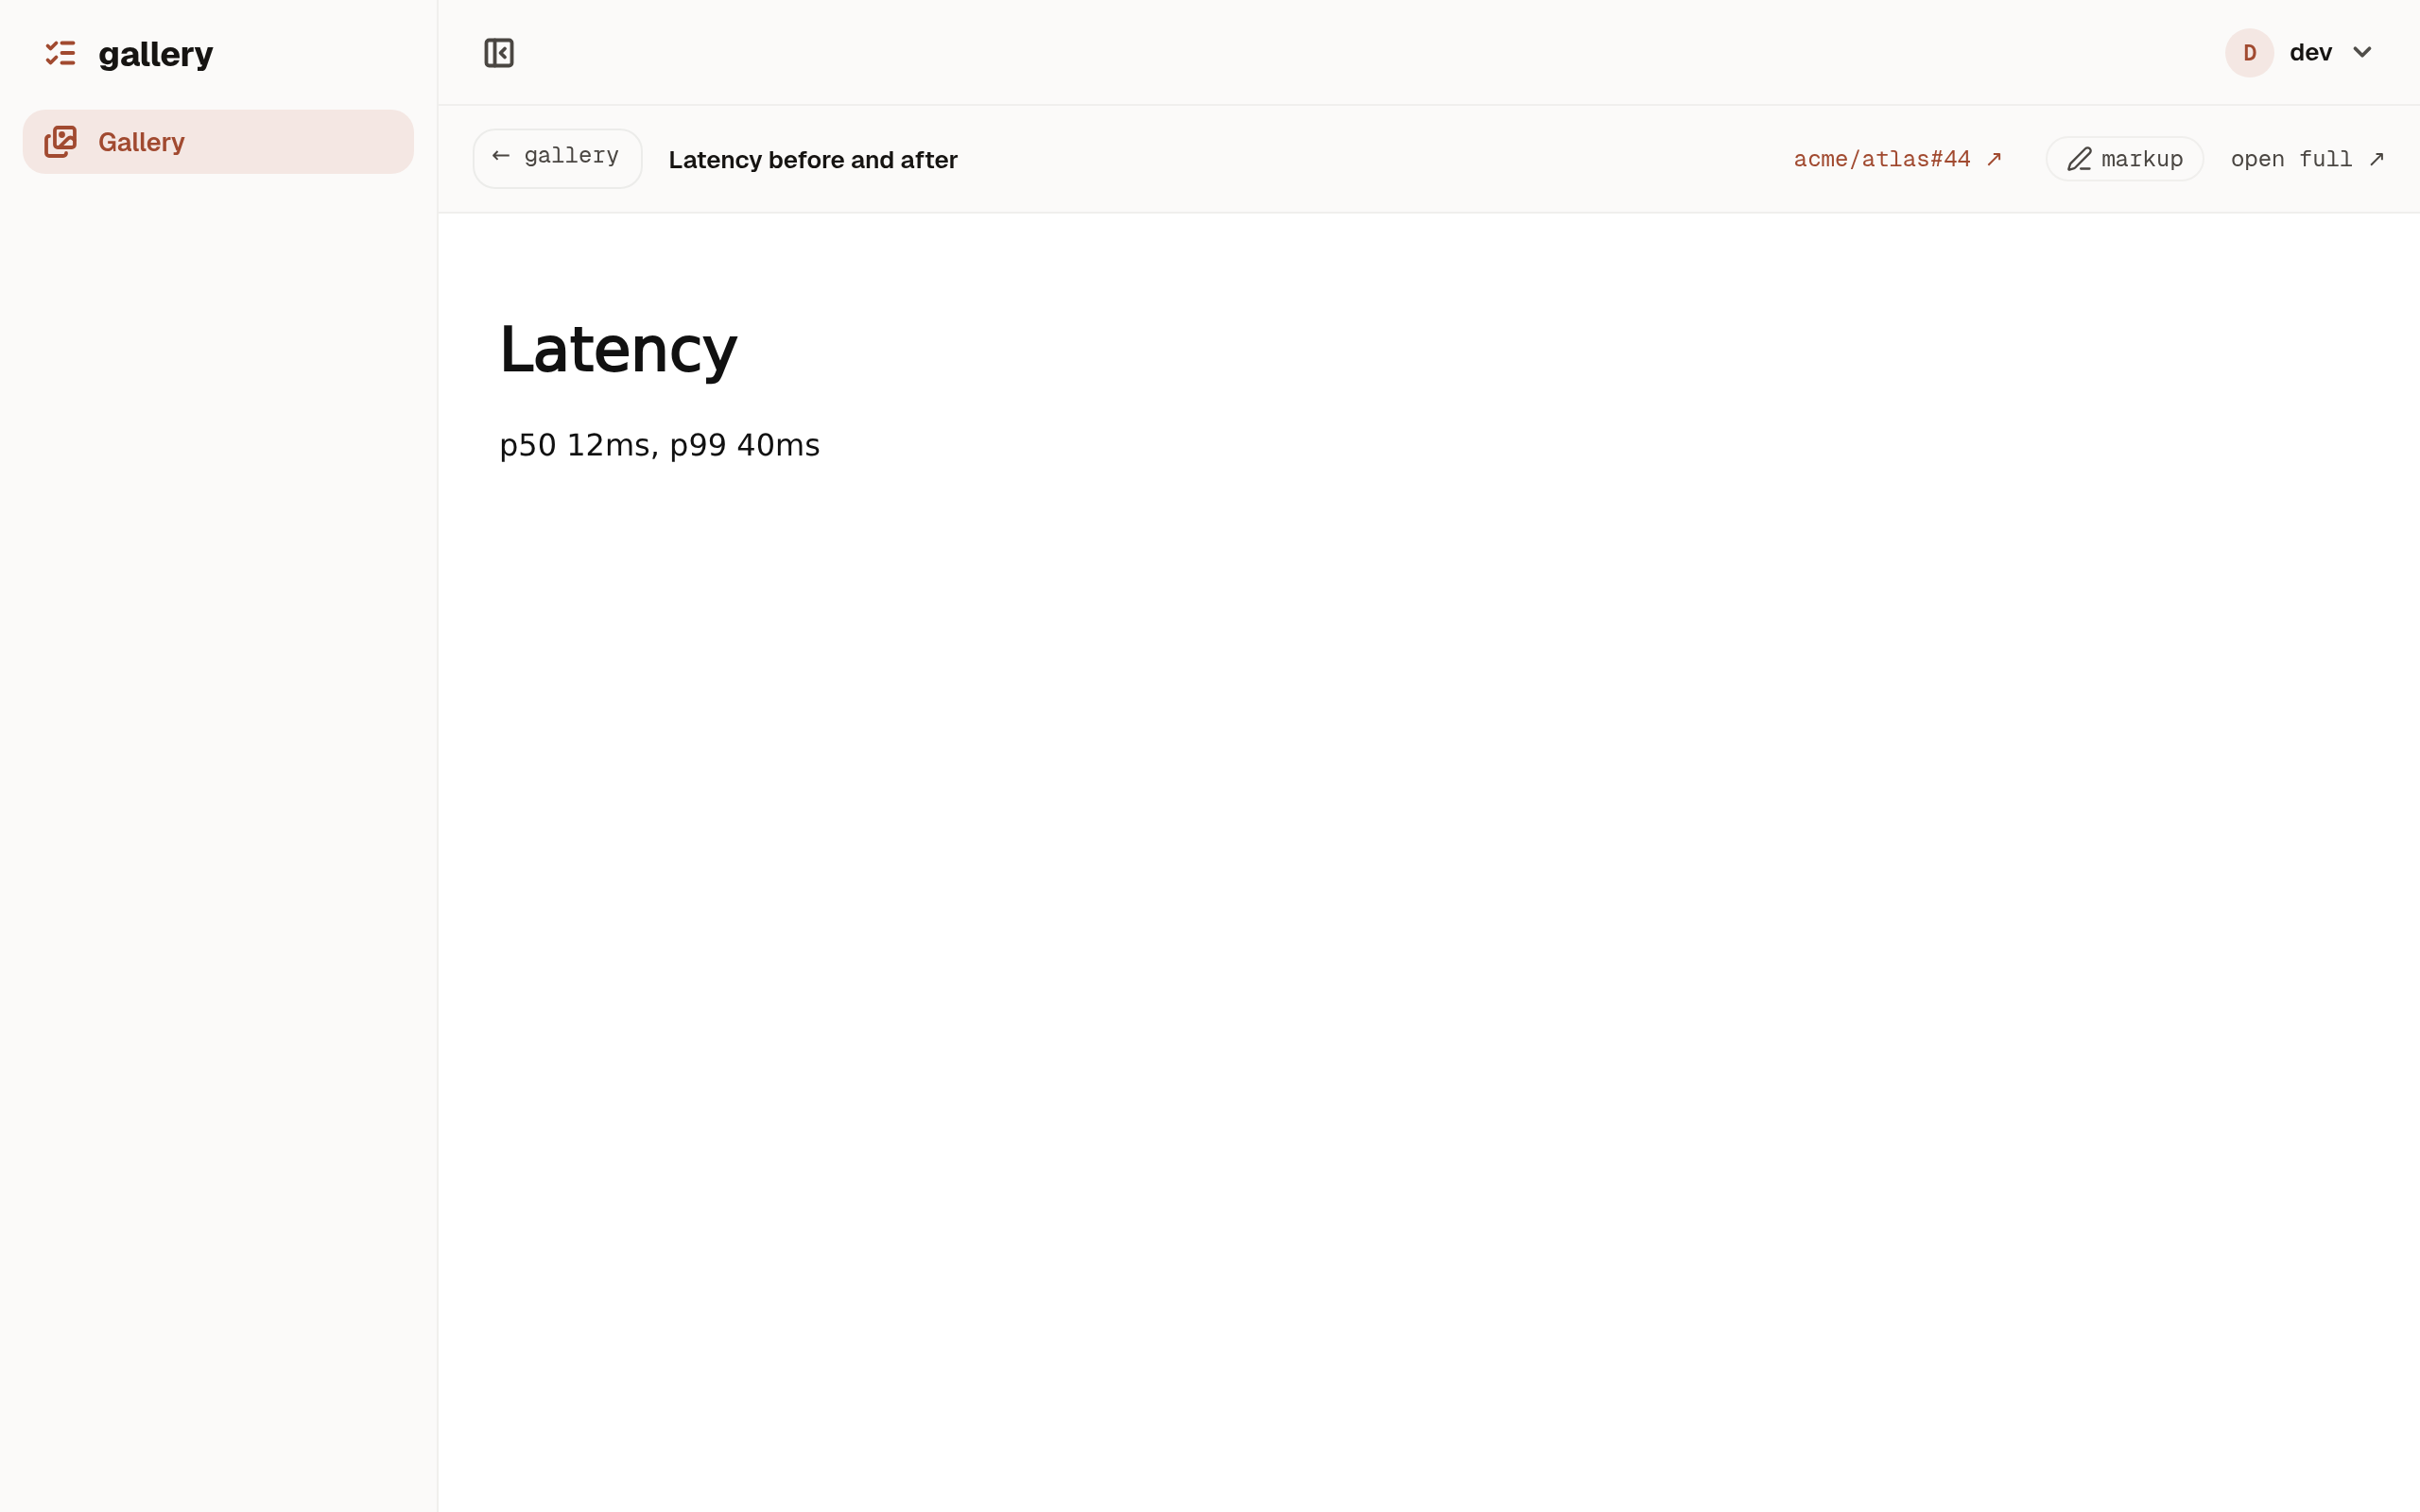 gallery
D dev
Gallery
← gallery Latency before and after acme/atlas#44 ↗ markup open full ↗
Latency
p50 12ms, p99 40ms